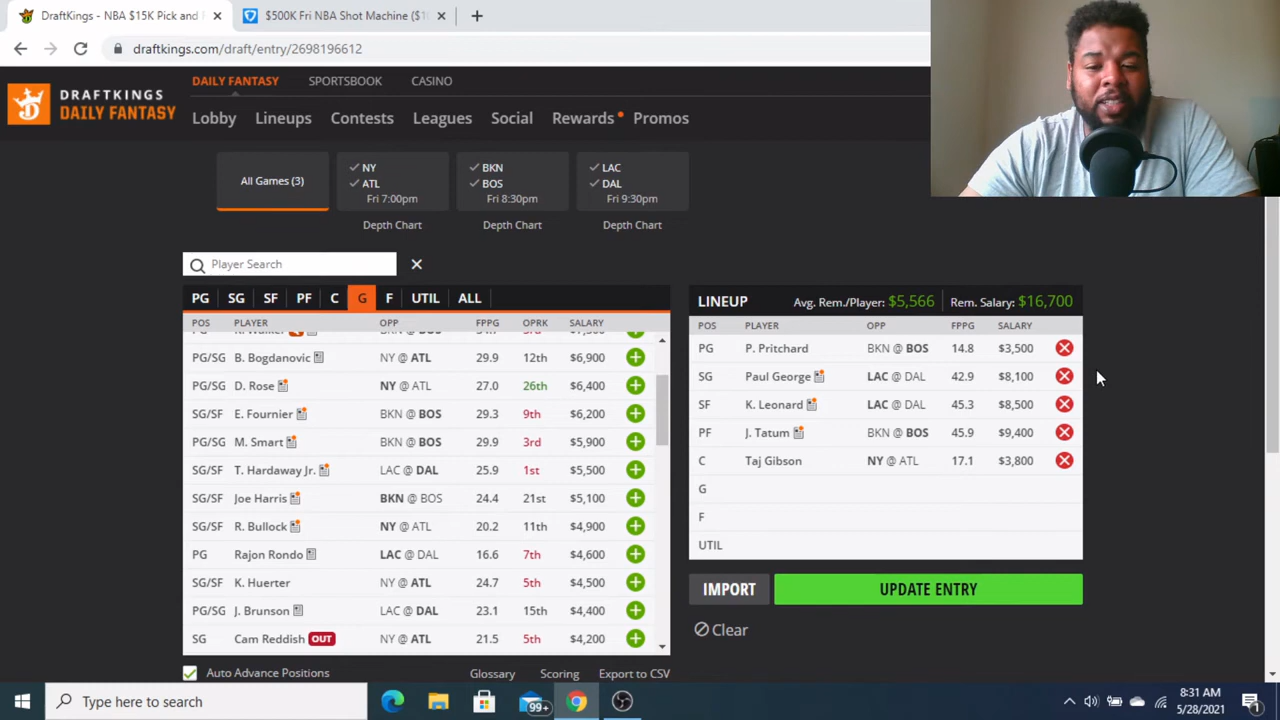 DraftKings - NBA $15K Pick and
$500K Fri NBA Shot Machine ($1
draftkings.com/draft/entry/2698196612
DRAFTKINGS
DAILY FANTASY
DAILY FANTASY SPORTSBOOK CASINO
Lobby Lineups Contests Leagues Social Rewards Promos
All Games (3)
NY
ATL
Fri 7:00pm
BKN
BOS
Fri 8:30pm
LAC
DAL
Fri 9:30pm
Depth Chart Depth Chart Depth Chart
Player Search
PG SG SF PF C G F UTIL ALL
POS PLAYER OPP FPPG OPRK SALARY
PG/SG B. Bogdanovic NY @ ATL 29.9 12th $6,900
PG/SG D. Rose NY @ ATL 27.0 26th $6,400
SG/SF E. Fournier BKN @ BOS 29.3 9th $6,200
PG/SG M. Smart BKN @ BOS 29.9 3rd $5,900
SG/SF T. Hardaway Jr. LAC @ DAL 25.9 1st $5,500
SG/SF Joe Harris BKN @ BOS 24.4 21st $5,100
SG/SF R. Bullock NY @ ATL 20.2 11th $4,900
PG Rajon Rondo LAC @ DAL 16.6 7th $4,600
SG/SF K. Huerter NY @ ATL 24.7 5th $4,500
PG/SG J. Brunson LAC @ DAL 23.1 15th $4,400
SG Cam Reddish OUT NY @ ATL 21.5 5th $4,200
Auto Advance Positions Glossary Scoring Export to CSV
LINEUP Avg. Rem./Player: $5,566 Rem. Salary: $16,700
POS PLAYER OPP FPPG SALARY
PG P. Pritchard BKN @ BOS 14.8 $3,500
SG Paul George LAC @ DAL 42.9 $8,100
SF K. Leonard LAC @ DAL 45.3 $8,500
PF J. Tatum BKN @ BOS 45.9 $9,400
C Taj Gibson NY @ ATL 17.1 $3,800
G
F
UTIL
IMPORT UPDATE ENTRY
Clear
Type here to search
99+
8:31 AM
5/28/2021
1